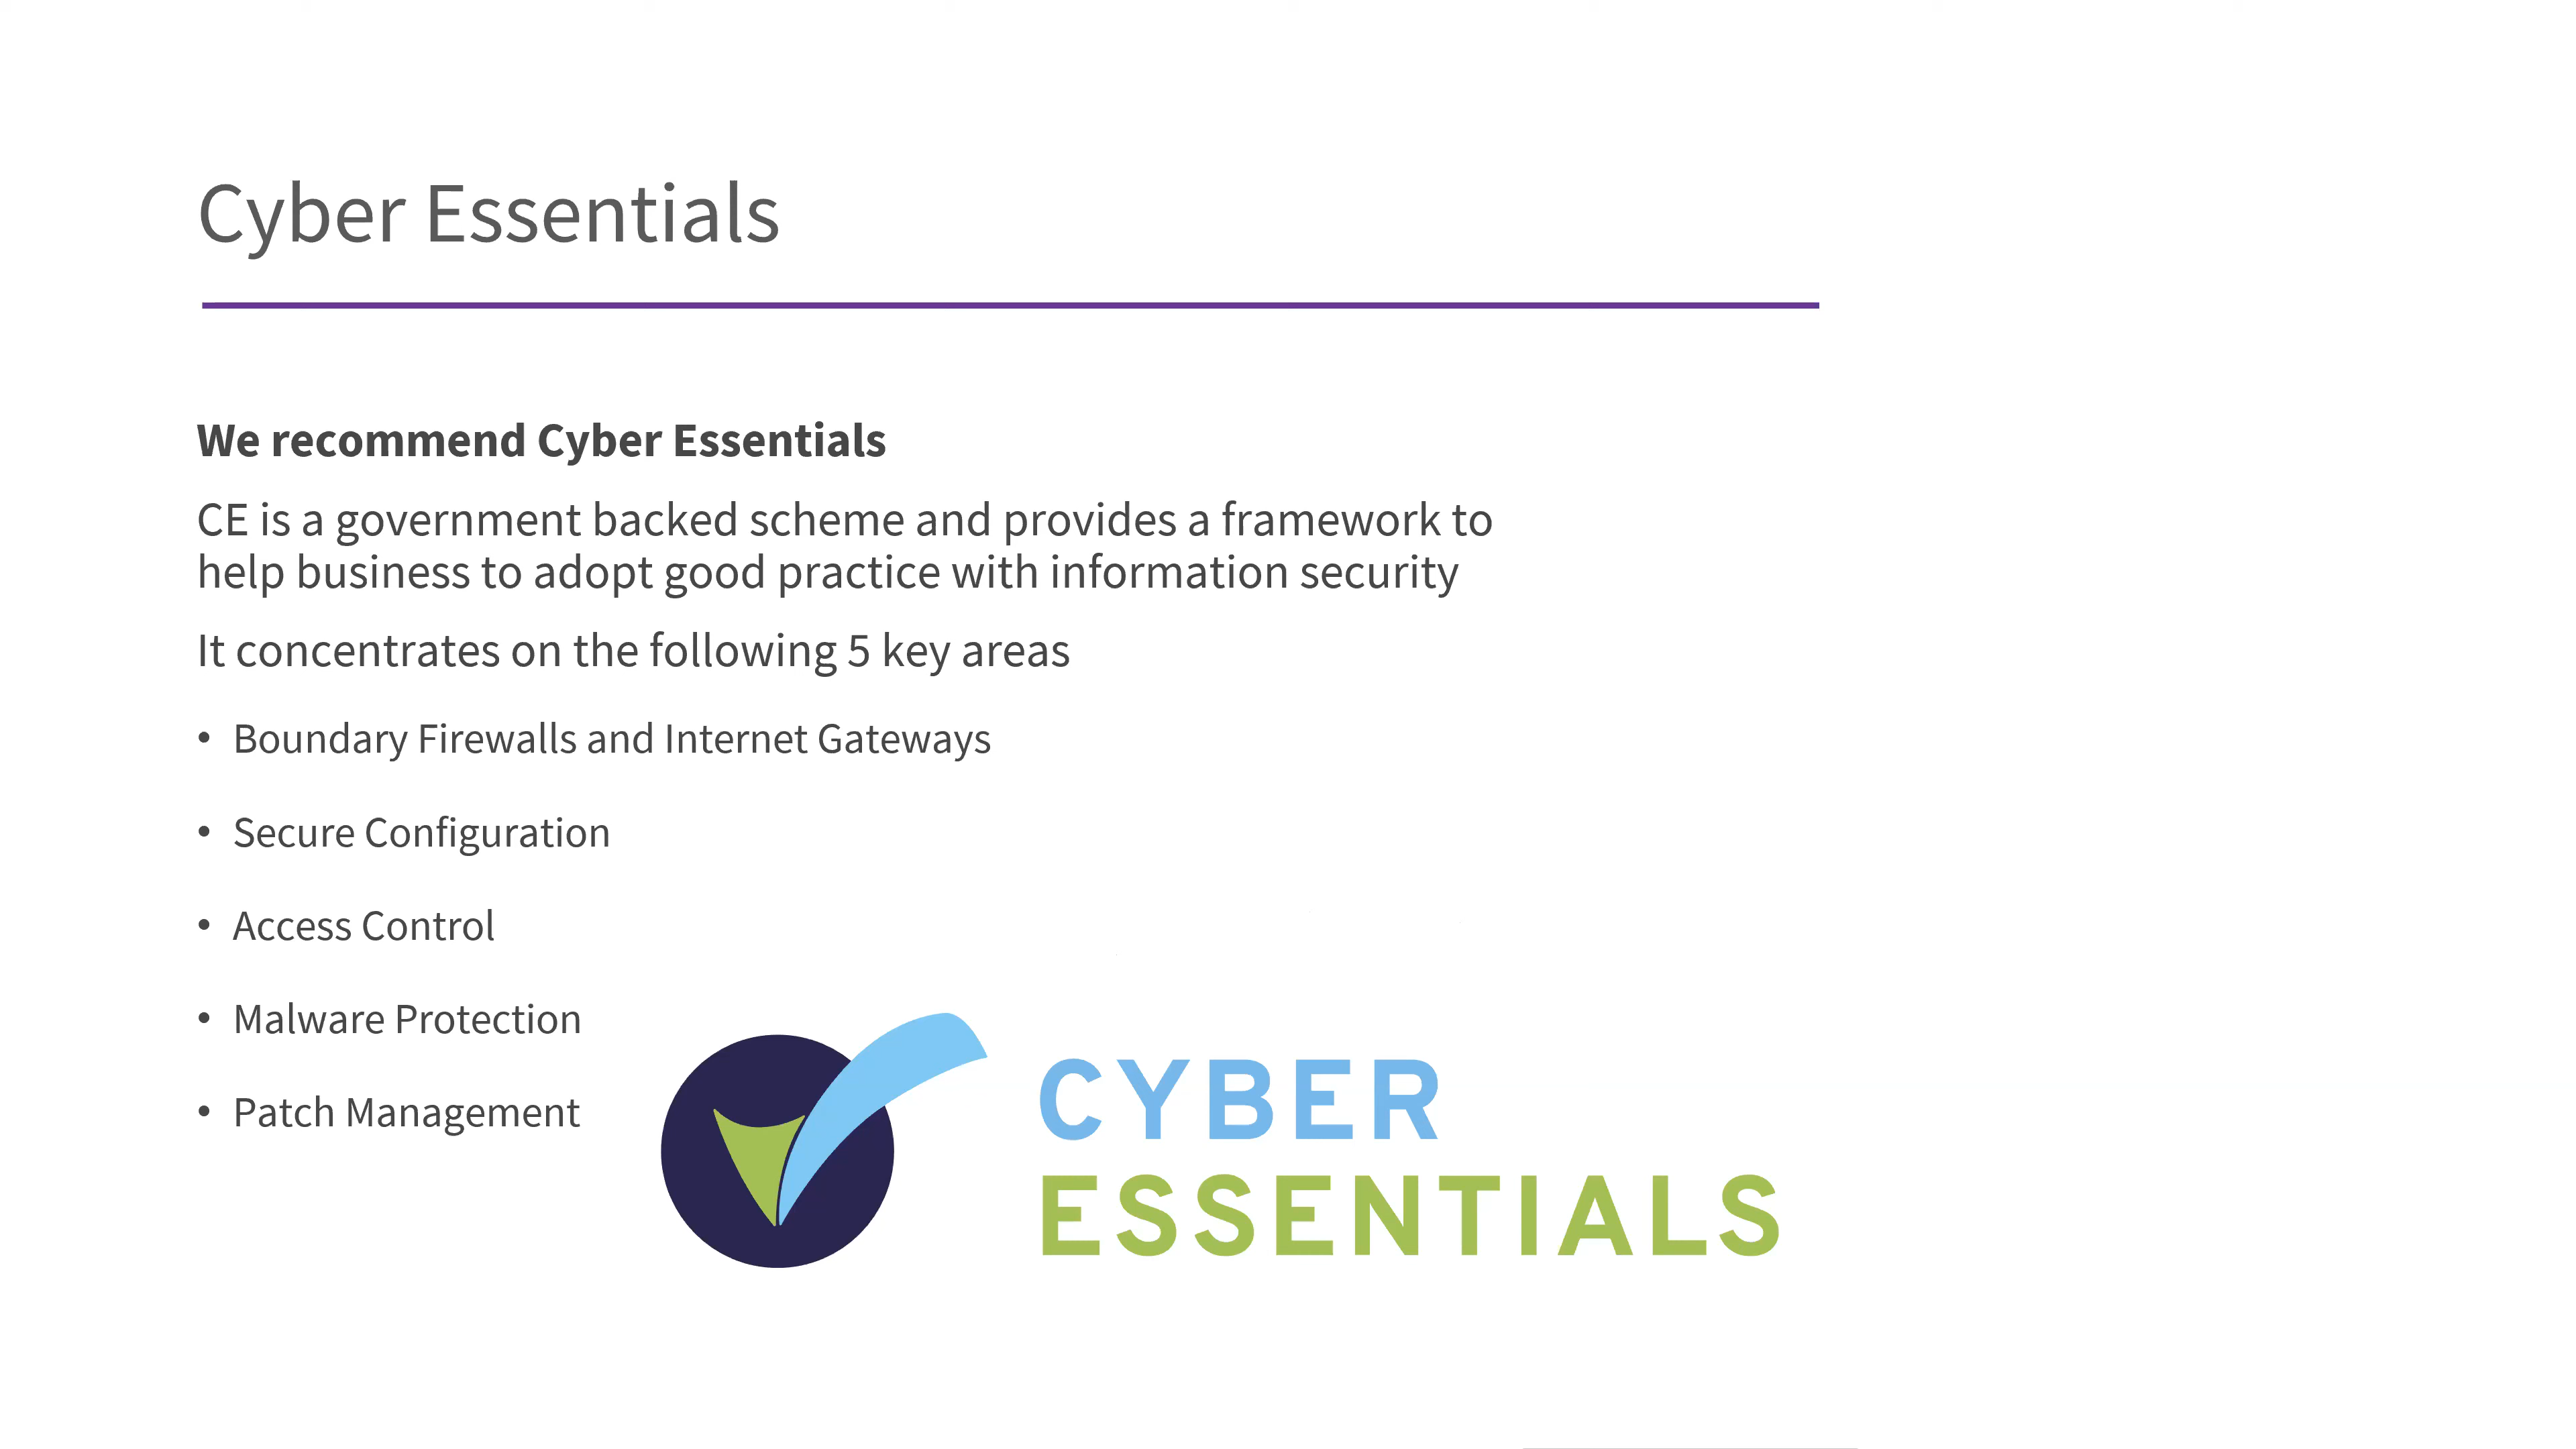 Cyber Essentials
We recommend Cyber Essentials
CE is a government backed scheme and provides a framework to
help business to adopt good practice with information security
It concentrates on the following 5 key areas
• Boundary Firewalls and Internet Gateways
• Secure Configuration
• Access Control
• Malware Protection
• Patch Management
CYBER
ESSENTIALS